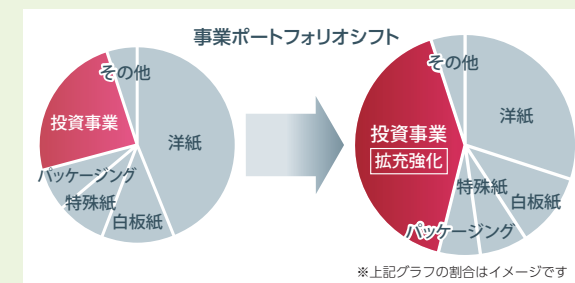 事業ポートフォリオシフト
その他
投資事業
洋紙
パッケージング
特殊紙
白板紙
その他
投資事業
拡充強化
洋紙
特殊紙
白板紙
パッケージング
※上記グラフの割合はイメージです